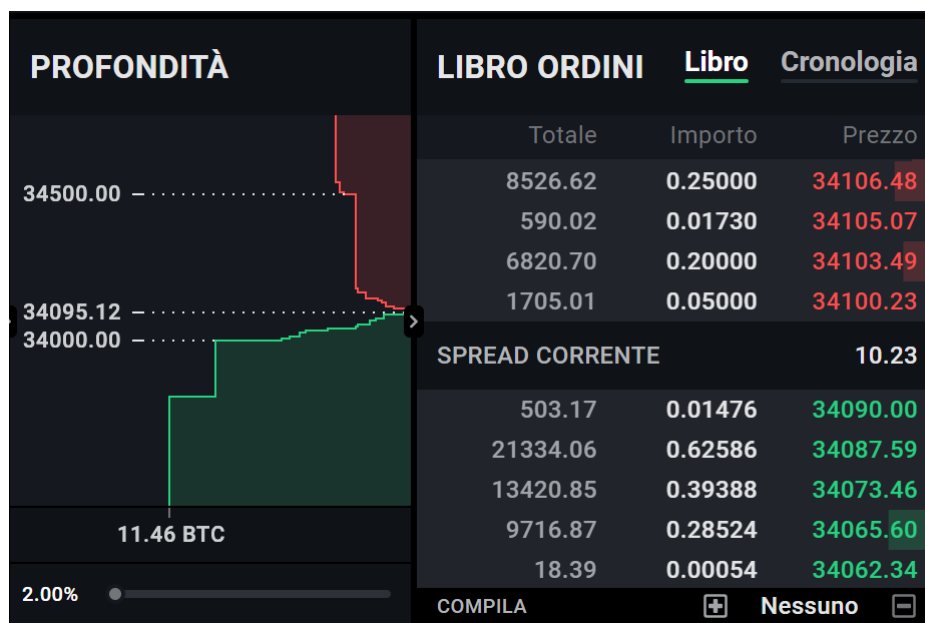 PROFONDITÀ
34500.00
34095.12
34000.00
11.46 BTC
2.00%
LIBRO ORDINI Libro Cronologia
Totale Importo Prezzo
8526.62 0.25000 34106.48
590.02 0.01730 34105.07
6820.70 0.20000 34103.49
1705.01 0.05000 34100.23
SPREAD CORRENTE 10.23
503.17 0.01476 34090.00
21334.06 0.62586 34087.59
13420.85 0.39388 34073.46
9716.87 0.28524 34065.60
18.39 0.00054 34062.34
COMPILA Nessuno